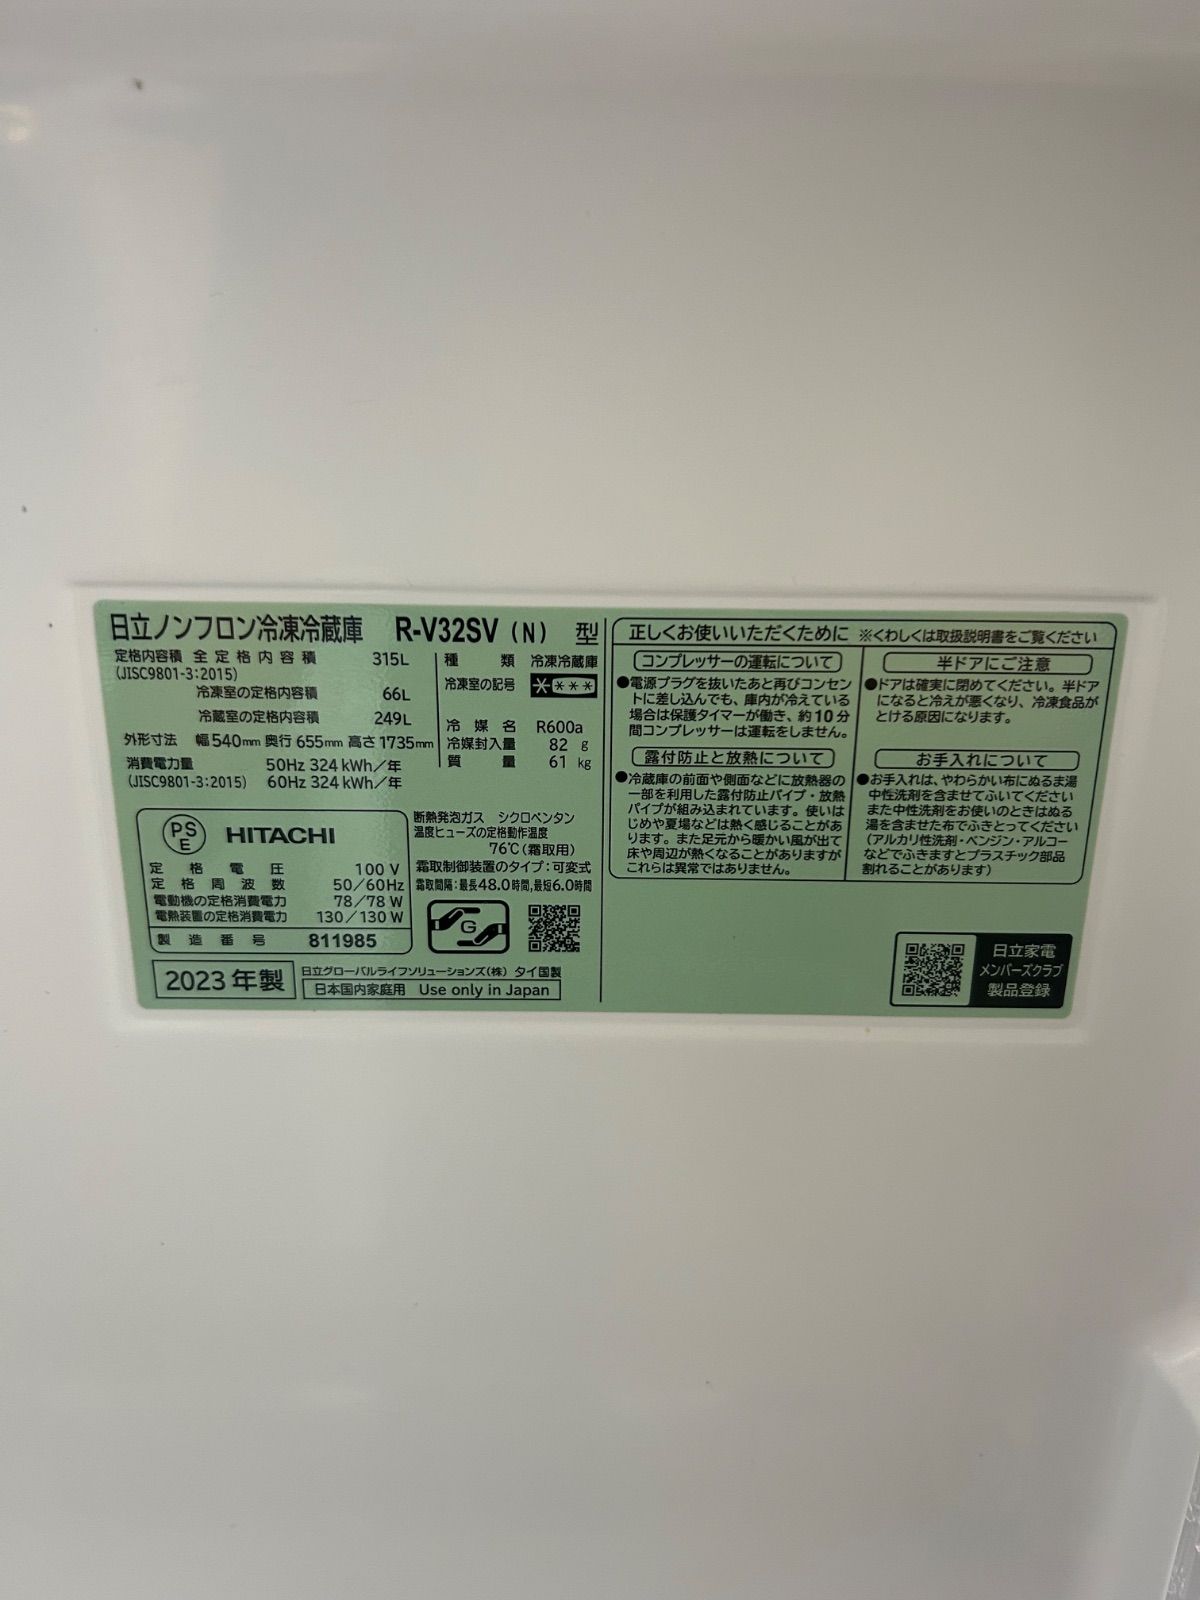 日立ノンフロン冷凍冷蔵庫 R-V32SV (N) 型
定格内容積 全定格内容積 315L
(JISC9801-3:2015)
冷凍室の定格内容積 66L
冷蔵室の定格内容積 249L
外形寸法 幅540mm 奥行655mm 高さ1735mm
消費電力量 50Hz 324 kWh/年
(JISC9801-3:2015) 60Hz 324 kWh/年
種類 冷凍冷蔵庫
冷凍室の記号 ****
冷媒名 R600a
冷媒封入量 82 g
質量 61 kg
PS
E
HITACHI
定格電圧 100 V
定格周波数 50/60Hz
電動機の定格消費電力 78/78 W
電熱装置の定格消費電力 130/130 W
製造番号 811985
断熱発泡ガス シクロペンタン
温度ヒューズの定格動作温度
76℃(霜取用)
霜取制御装置のタイプ:可変式
霜取間隔:最長48.0時間,最短6.0時間
G
2023年製
日立グローバルライフソリューションズ(株) タイ国製
日本国内家庭用 Use only in Japan
正しくお使いいただくために ※くわしくは取扱説明書をご覧ください
コンプレッサーの運転について
●電源プラグを抜いたあと再びコンセン
トに差し込んでも、庫内が冷えている
場合は保護タイマーが働き、約10分
間コンプレッサーは運転をしません。
露付防止と放熱について
●冷蔵庫の前面や側面などに放熱器の
一部を利用した露付防止パイプ・放熱
パイプが組み込まれています。使いは
じめや夏場などは熱く感じることがあ
ります。また足元から暖かい風が出て
床や周辺が熱くなることがありますが
これらは異常ではありません。
半ドアにご注意
●ドアは確実に閉めてください。半ドア
になると冷えが悪くなり、冷凍食品が
とける原因になります。
お手入れについて
●お手入れは、やわらかい布にぬるま湯
中性洗剤を含ませてふいてください
また中性洗剤をお使いのときはぬる
湯を含ませた布でふきとってください
(アルカリ性洗剤・ベンジン・アルコー
などでふきますとプラスチック部品
割れることがあります)
日立家電
メンバーズクラブ
製品登録